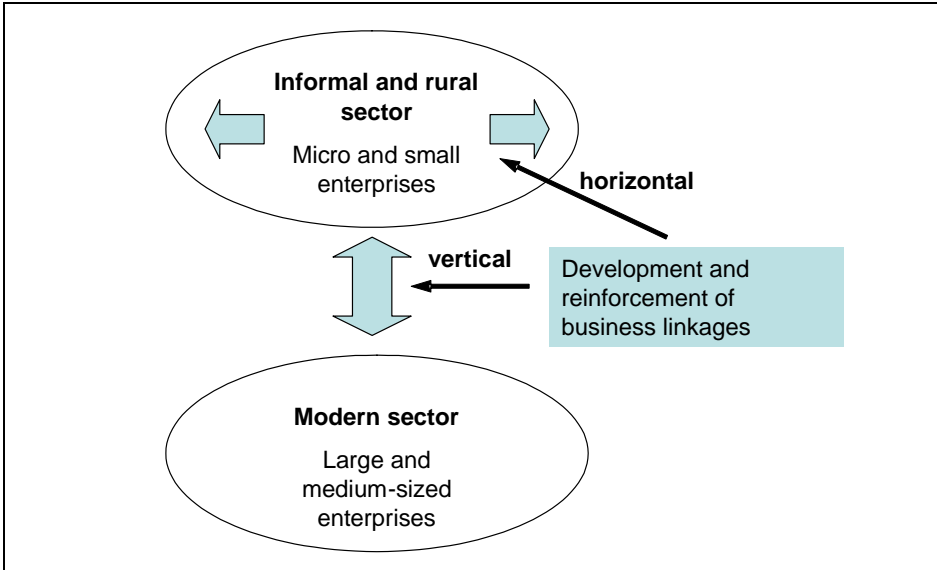 Informal and rural
sector
Micro and small
enterprises
horizontal
vertical
Development and
reinforcement of
business linkages
Modern sector
Large and
medium-sized
enterprises